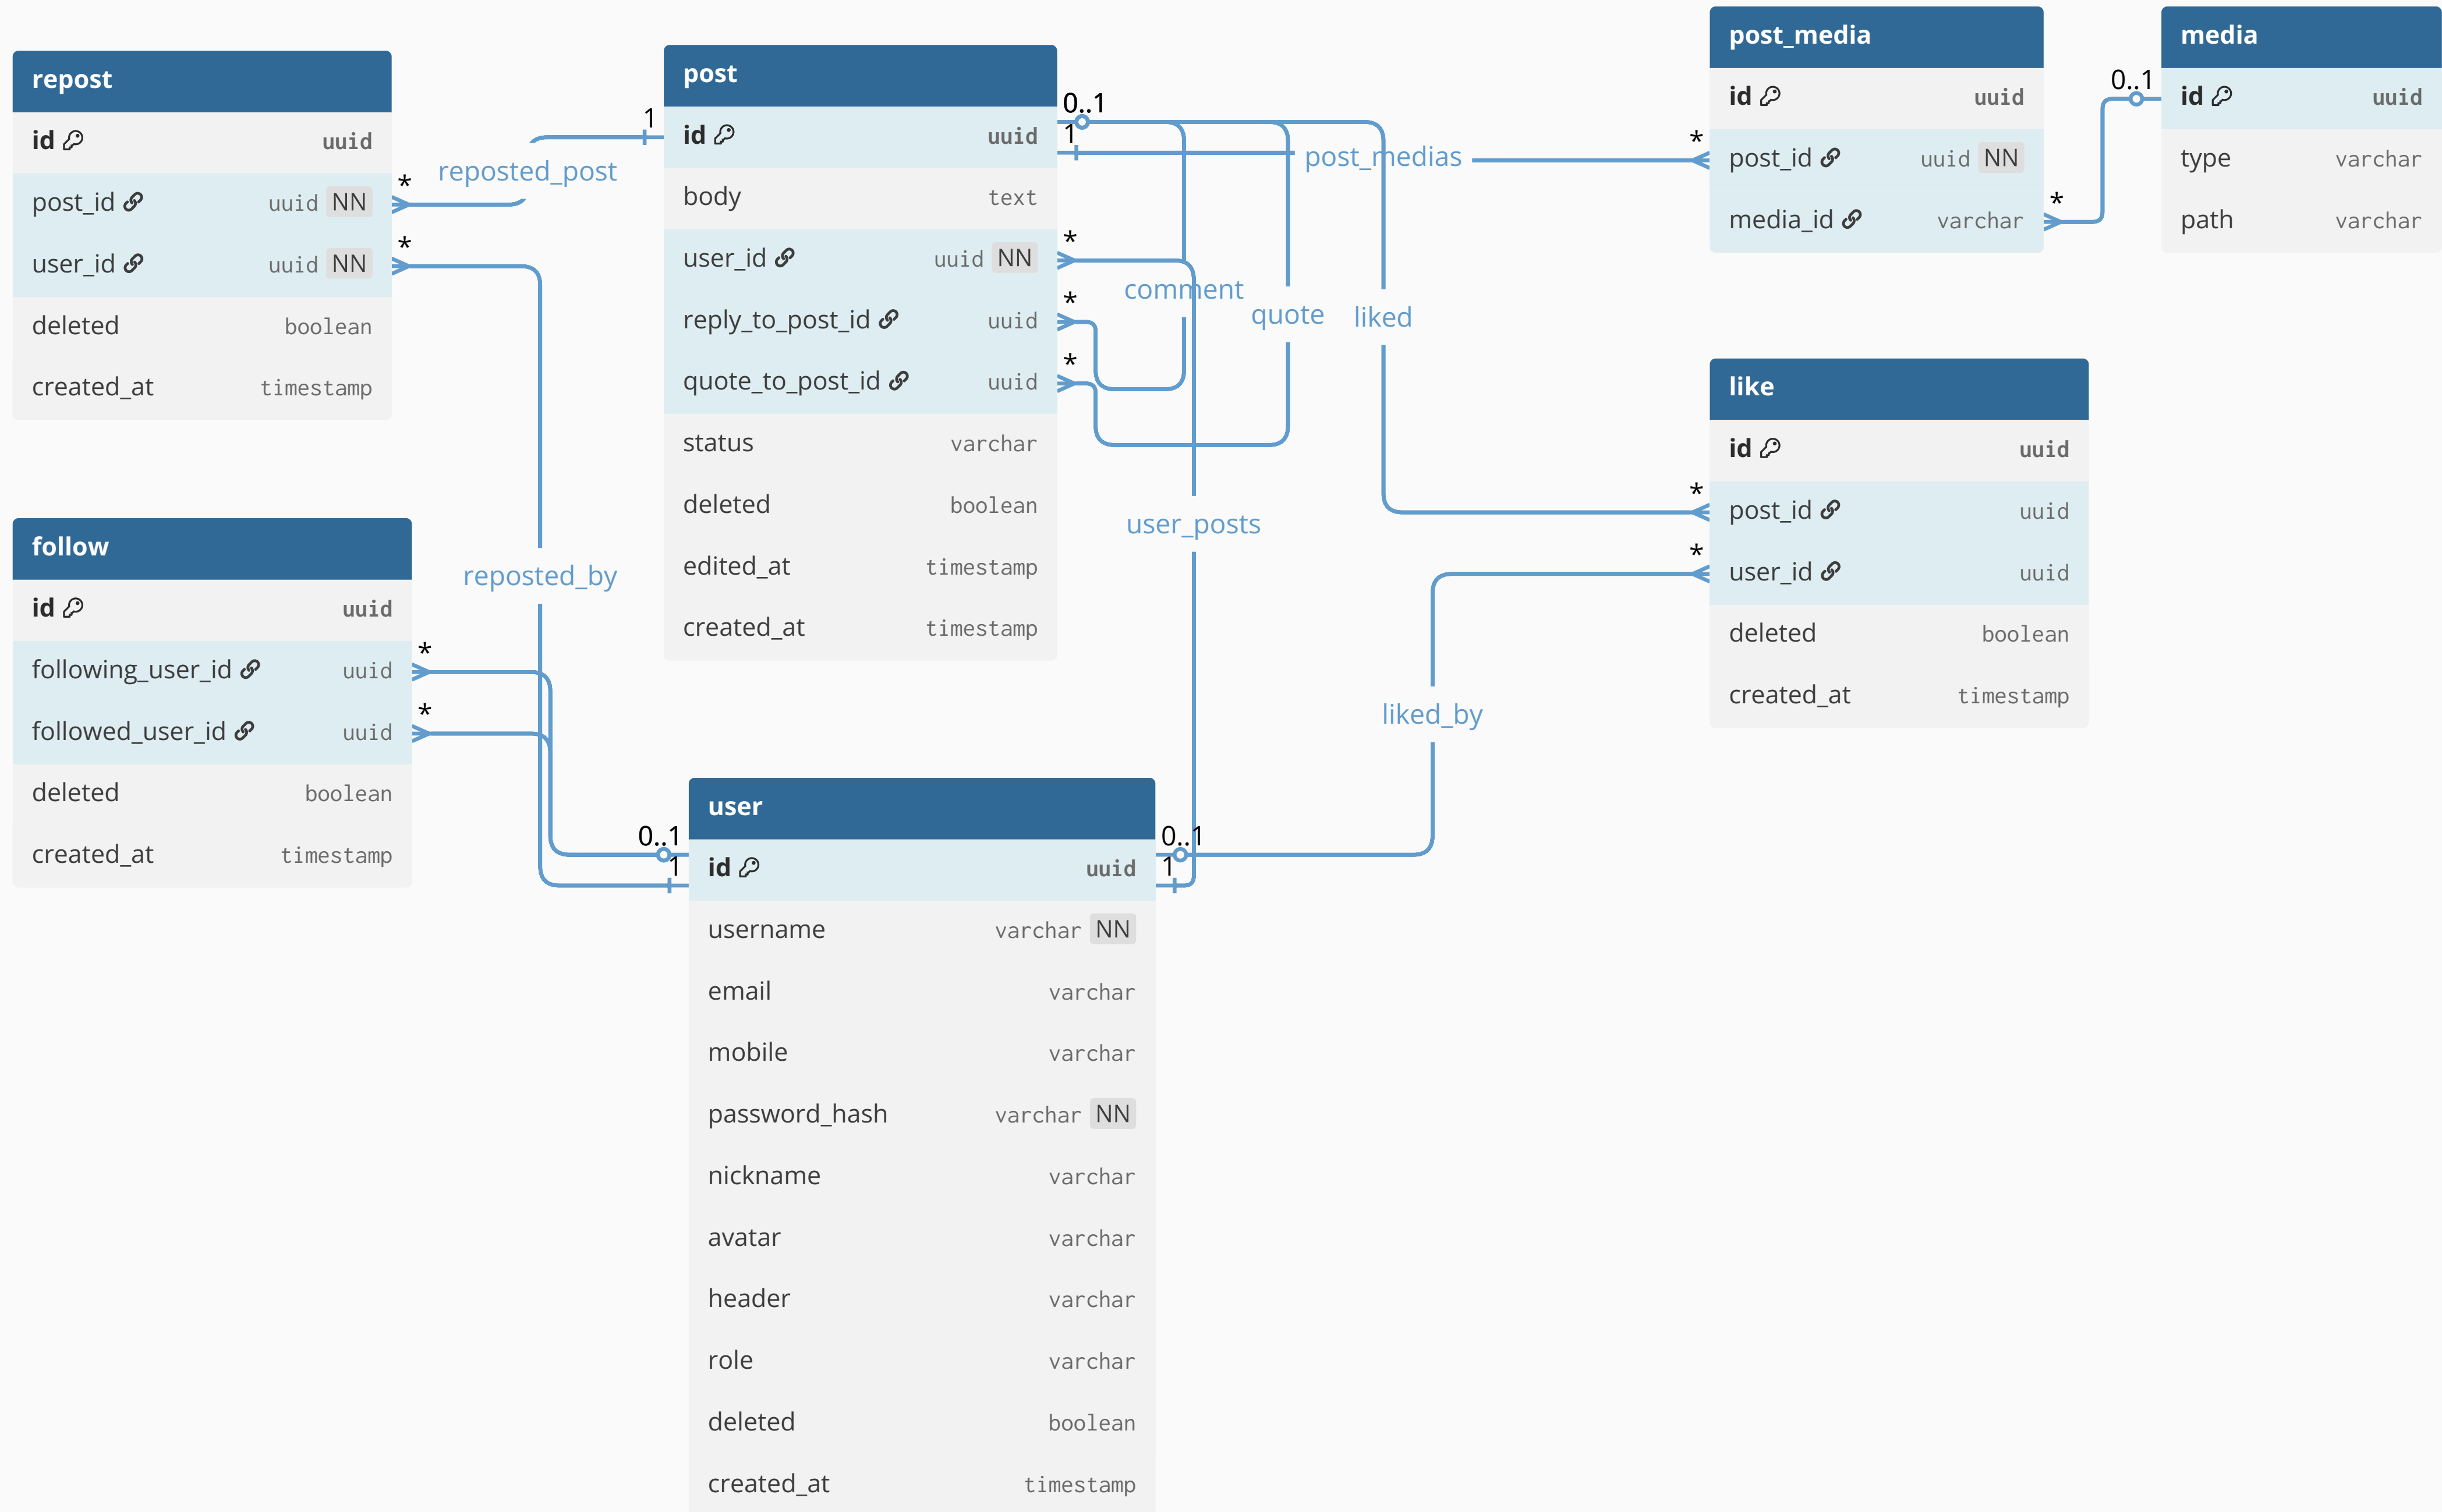 repost
id uuid
post_id uuid NN
user_id uuid NN
deleted boolean
created_at timestamp
reposted_post
*
*
1
post
id uuid
body text
user_id uuid NN
reply_to_post_id uuid
quote_to_post_id uuid
status varchar
deleted boolean
edited_at timestamp
created_at timestamp
0..1
1
*
*
*
comment
quote
liked
post_medias
user_posts
post_media
id uuid
post_id uuid NN
media_id varchar
*
*
0..1
media
id uuid
type varchar
path varchar
like
id uuid
post_id uuid
user_id uuid
deleted boolean
created_at timestamp
*
*
liked_by
follow
id uuid
following_user_id uuid
followed_user_id uuid
deleted boolean
created_at timestamp
*
*
reposted_by
0..1
1
0..1
1
user
id uuid
username varchar NN
email varchar
mobile varchar
password_hash varchar NN
nickname varchar
avatar varchar
header varchar
role varchar
deleted boolean
created_at timestamp